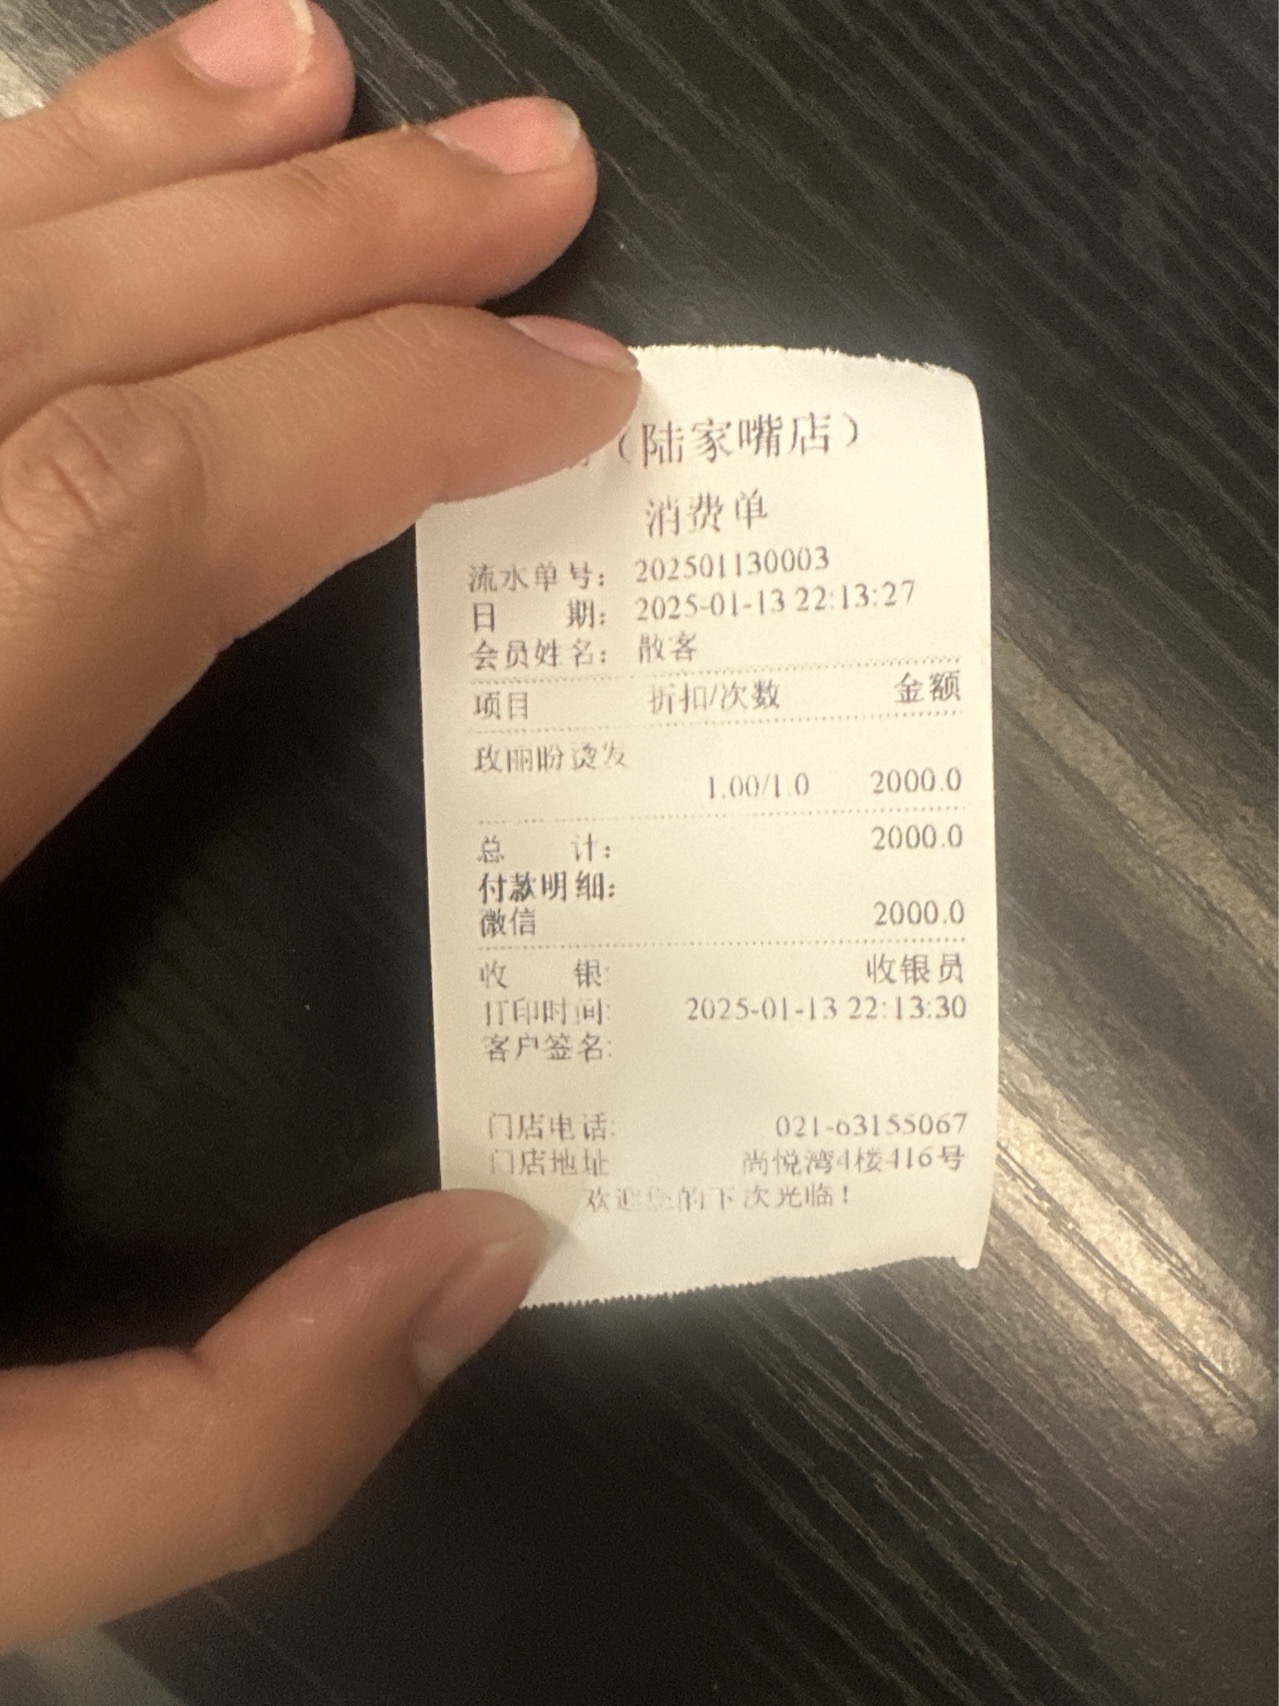 （陆家嘴店）
消费单
流水单号： 202501130003
日 期： 2025-01-13 22:13:27
会员姓名： 散客
项目 折扣/次数 金额
玫丽盼烫发
1.00/1.0 2000.0
总 计： 2000.0
付款明细：
微信 2000.0
收 银: 收银员
打印时间: 2025-01-13 22:13:30
客户签名:
门店电话: 021-63155067
门店地址: 尚悦湾4楼416号
欢迎您的下次光临！